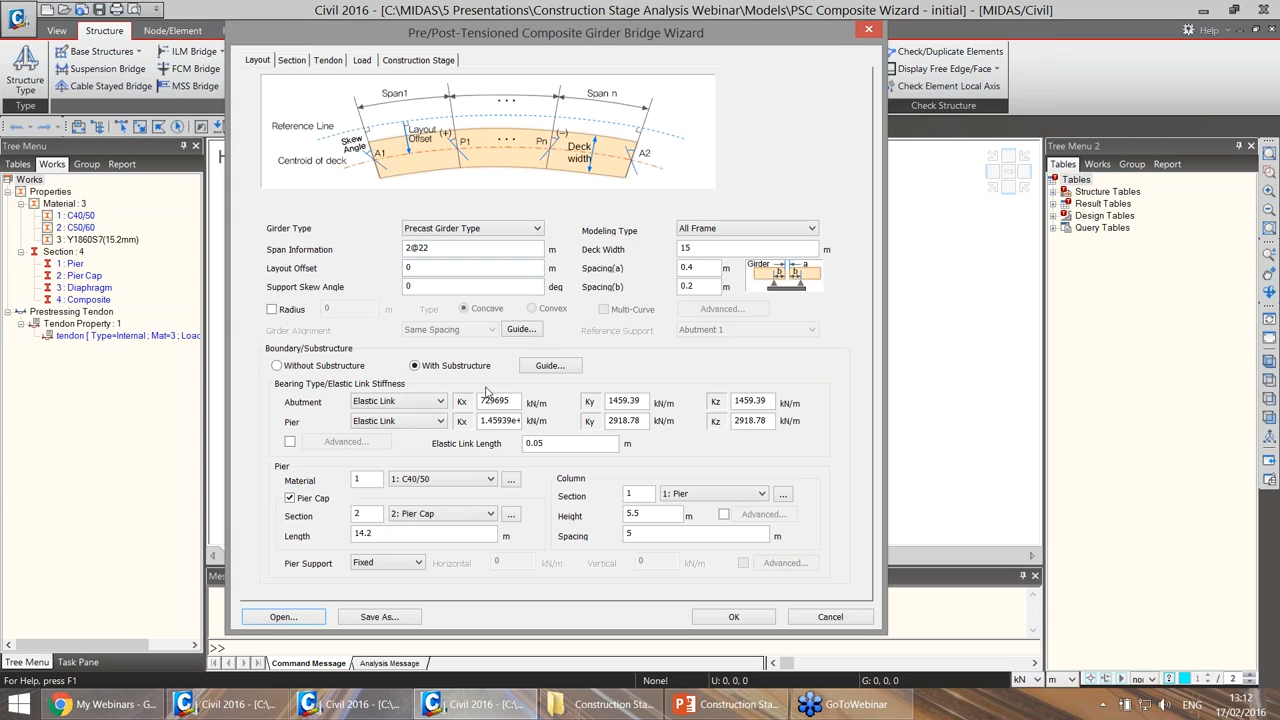 Civil 2016 - [C:\MIDAS\5 Presentations\Construction Stage Analysis Webinar\Models\PSC Composite Wizard - initial] - [MIDAS/Civil]
View Structure Node/Element Help
Pre/Post-Tensioned Composite Girder Bridge Wizard
Structure Type
Base Structures ILM Bridge
Suspension Bridge FCM Bridge
Cable Stayed Bridge MSS Bridge
Type
Check/Duplicate Elements
Display Free Edge/Face
Check Element Local Axis
Check Structure
Tree Menu
Tables Works Group Report
Works
Properties
Material : 3
1 : C40/50
2 : C50/60
3 : Y1860S7(15.2mm)
Section : 4
1 : Pier
2 : Pier Cap
3 : Diaphragm
4 : Composite
Prestressing Tendon
Tendon Property : 1
tendon [ Type=Internal ; Mat=3 ; Loac
Tree Menu Task Pane
Layout Section Tendon Load Construction Stage
Span1 • • • Span n
Reference Line
Skew Angle
Layout Offset
(+) • • • (−)
A1 P1 Pn A2
Deck width
Centroid of deck
Girder Type Precast Girder Type
Modeling Type All Frame
Span Information 2@22 m
Deck Width 15 m
Layout Offset 0 m
Spacing(a) 0.4 m
Support Skew Angle 0 deg
Spacing(b) 0.2 m
Girder a
b b
Radius 0 m Type Concave Convex Multi-Curve Advanced...
Girder Alignment Same Spacing Guide... Reference Support Abutment 1
Boundary/Substructure
Without Substructure With Substructure Guide...
Bearing Type/Elastic Link Stiffness
Abutment Elastic Link Kx 729695 kN/m Ky 1459.39 kN/m Kz 1459.39 kN/m
Pier Elastic Link Kx 1.45939e+ kN/m Ky 2918.78 kN/m Kz 2918.78 kN/m
Advanced... Elastic Link Length 0.05 m
Pier
Material 1 1: C40/50 ...
Pier Cap
Section 2 2: Pier Cap ...
Length 14.2 m
Column
Section 1 1: Pier ...
Height 5.5 m Advanced...
Spacing 5 m
Pier Support Fixed Horizontal 0 kN/m Vertical 0 kN/m Advanced...
Open... Save As... OK Cancel
TOP
Tree Menu 2
Tables Works Group Report
Tables
Structure Tables
Result Tables
Design Tables
Query Tables
>>
Command Message Analysis Message
For Help, press F1
None! U: 0, 0, 0 G: 0, 0, 0 kN m 1 / 2
My Webinars - G... Civil 2016 - [C:\... Civil 2016 - [C:\... Civil 2016 - [C:\... Construction Sta... Construction Sta... GoToWebinar
ENG
13:12
17/02/2016